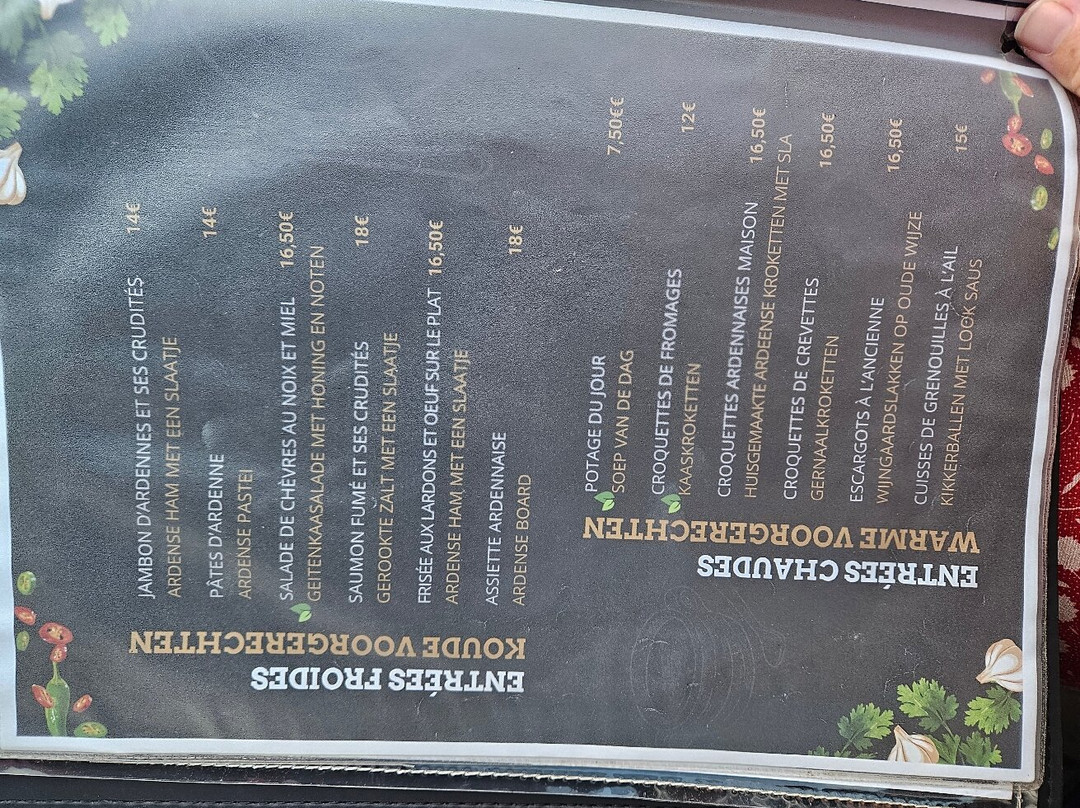 ENTRÉES FROIDES
KOUDE VOORGERECHTEN
JAMBON D'ARDENNES ET SES CRUDITÉS 14€
ARDENSE HAM MET EEN SLAATJE
PÂTES D'ARDENNE 14€
ARDENSE PASTEI
SALADE DE CHÈVRES AU NOIX ET MIEL 16,50€
GEITENKAASALADE MET HONING EN NOTEN
SAUMON FUMÉ ET SES CRUDITÉS 18€
GEROOKTE ZALT MET EEN SLAATJE
FRISÉE AUX LARDONS ET OEUF SUR LE PLAT 16,50€
ARDENSE HAM MET EEN SLAATJE
ASSIETTE ARDENNAISE 18€
ARDENSE BOARD
ENTRÉES CHAUDES
WARME VOORGERECHTEN
POTAGE DU JOUR 7,50€€
SOEP VAN DE DAG
CROQUETTES DE FROMAGES 12€
KAASKROKETTEN
CROQUETTES ARDENNAISES MAISON 16,50€
HUISGEMAAKTE ARDEENSE KROKETTEN MET SLA
CROQUETTES DE CREVETTES 16,50€
GERNAALKROKETTEN
ESCARGOTS À L'ANCIENNE 16,50€
WIJNGAARDSLAKKEN OP OUDE WIJZE
CUISSES DE GRENOUILLES À L'AIL 15€
KIKKERBALLEN MET LOOK SAUS